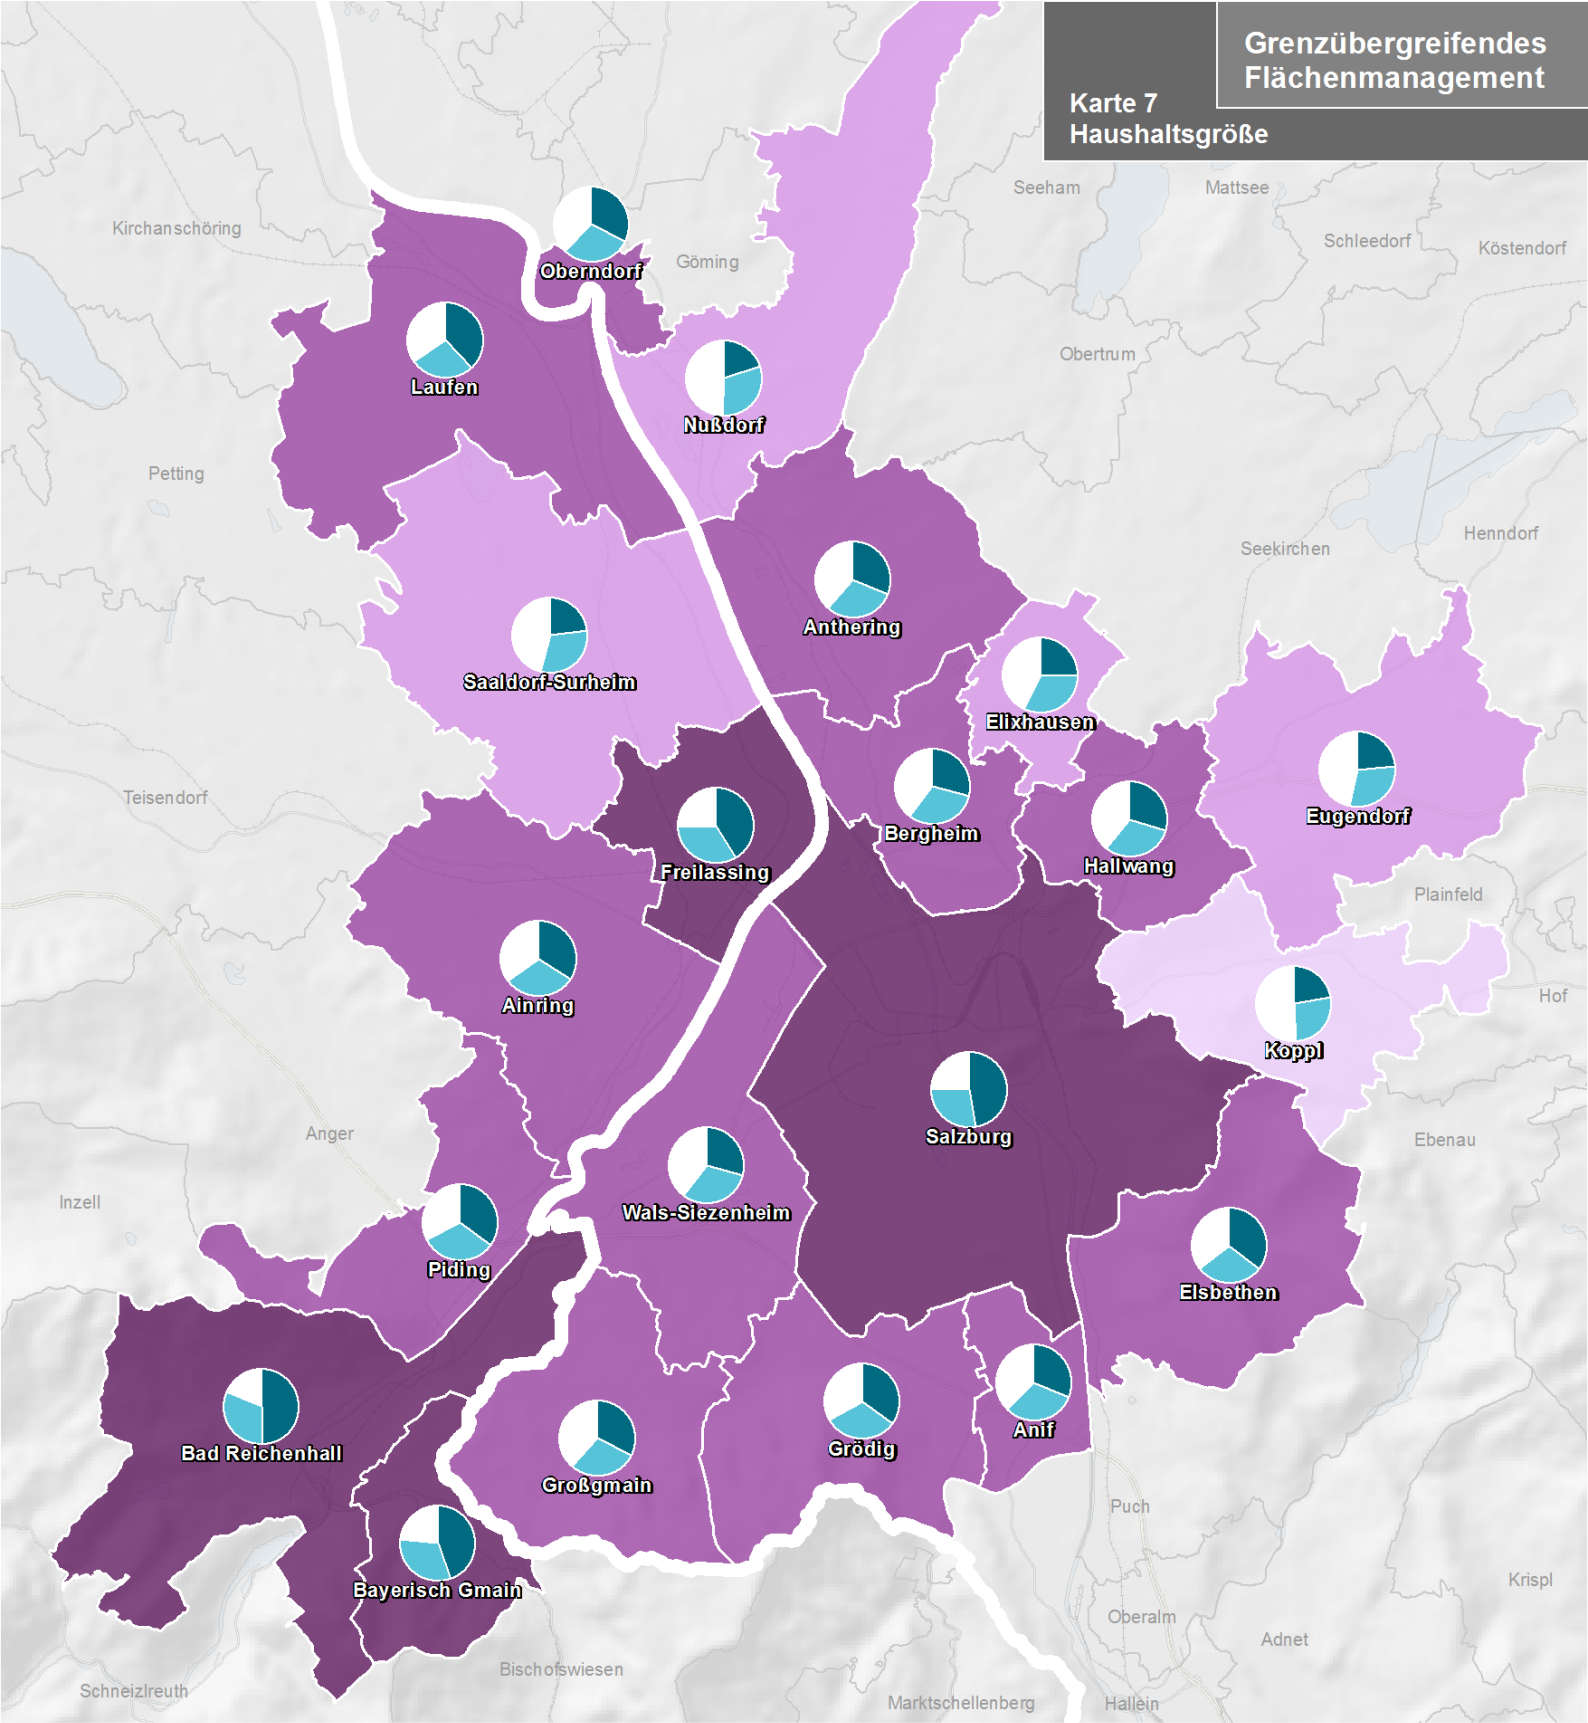 Grenzübergreifendes
Flächenmanagement
Karte 7
Haushaltsgröße
Seeham
Mattsee
Kirchanschöring
Schleedorf
Köstendorf
Göming
Oberndorf
Obertrum
Laufen
Nußdorf
Petting
Henndorf
Seekirchen
Anthering
Saaldorf-Surheim
Elixhausen
Teisendorf
Eugendorf
Bergheim
Hallwang
Freilassing
Plainfeld
Hof
Ainring
Koppl
Anger
Salzburg
Ebenau
Inzell
Wals-Siezenheim
Piding
Elsbethen
Anif
Grödig
Bad Reichenhall
Großgmain
Puch
Krispl
Bayerisch Gmain
Oberalm
Adnet
Bischofswiesen
Schneizlreuth
Marktschellenberg
Hallein